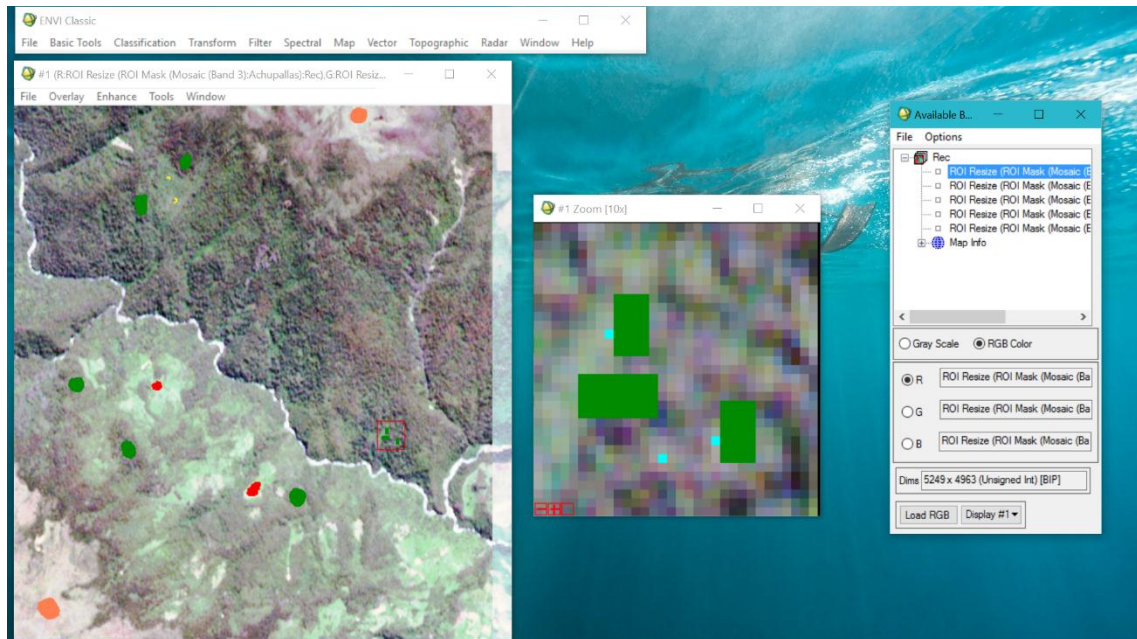 ENVI Classic
File Basic Tools Classification Transform Filter Spectral Map Vector Topographic Radar Window Help
#1 (R:ROI Resize (ROI Mask (Mosaic (Band 3):Achupallas):Rec),G:ROI Resiz...
File Overlay Enhance Tools Window
#1 Zoom [10x]
Available B...
File Options
Rec
ROI Resize (ROI Mask (Mosaic (E
ROI Resize (ROI Mask (Mosaic (E
ROI Resize (ROI Mask (Mosaic (E
ROI Resize (ROI Mask (Mosaic (E
ROI Resize (ROI Mask (Mosaic (E
Map Info
Gray Scale RGB Color
R ROI Resize (ROI Mask (Mosaic (Ba
G ROI Resize (ROI Mask (Mosaic (Ba
B ROI Resize (ROI Mask (Mosaic (Ba
Dims 5249 x 4963 (Unsigned Int) [BIP]
Load RGB Display #1